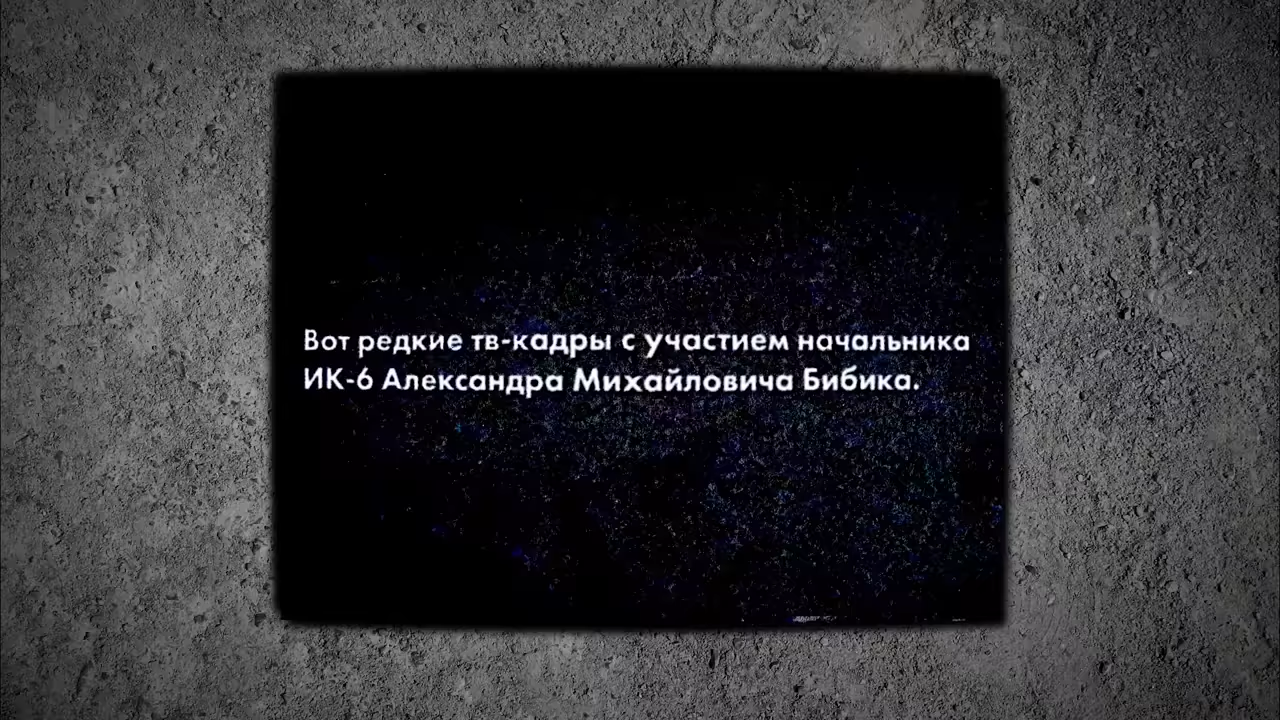 Вот редкие тв-кадры с участием начальника
ИК-6 Александра Михайловича Бибика.